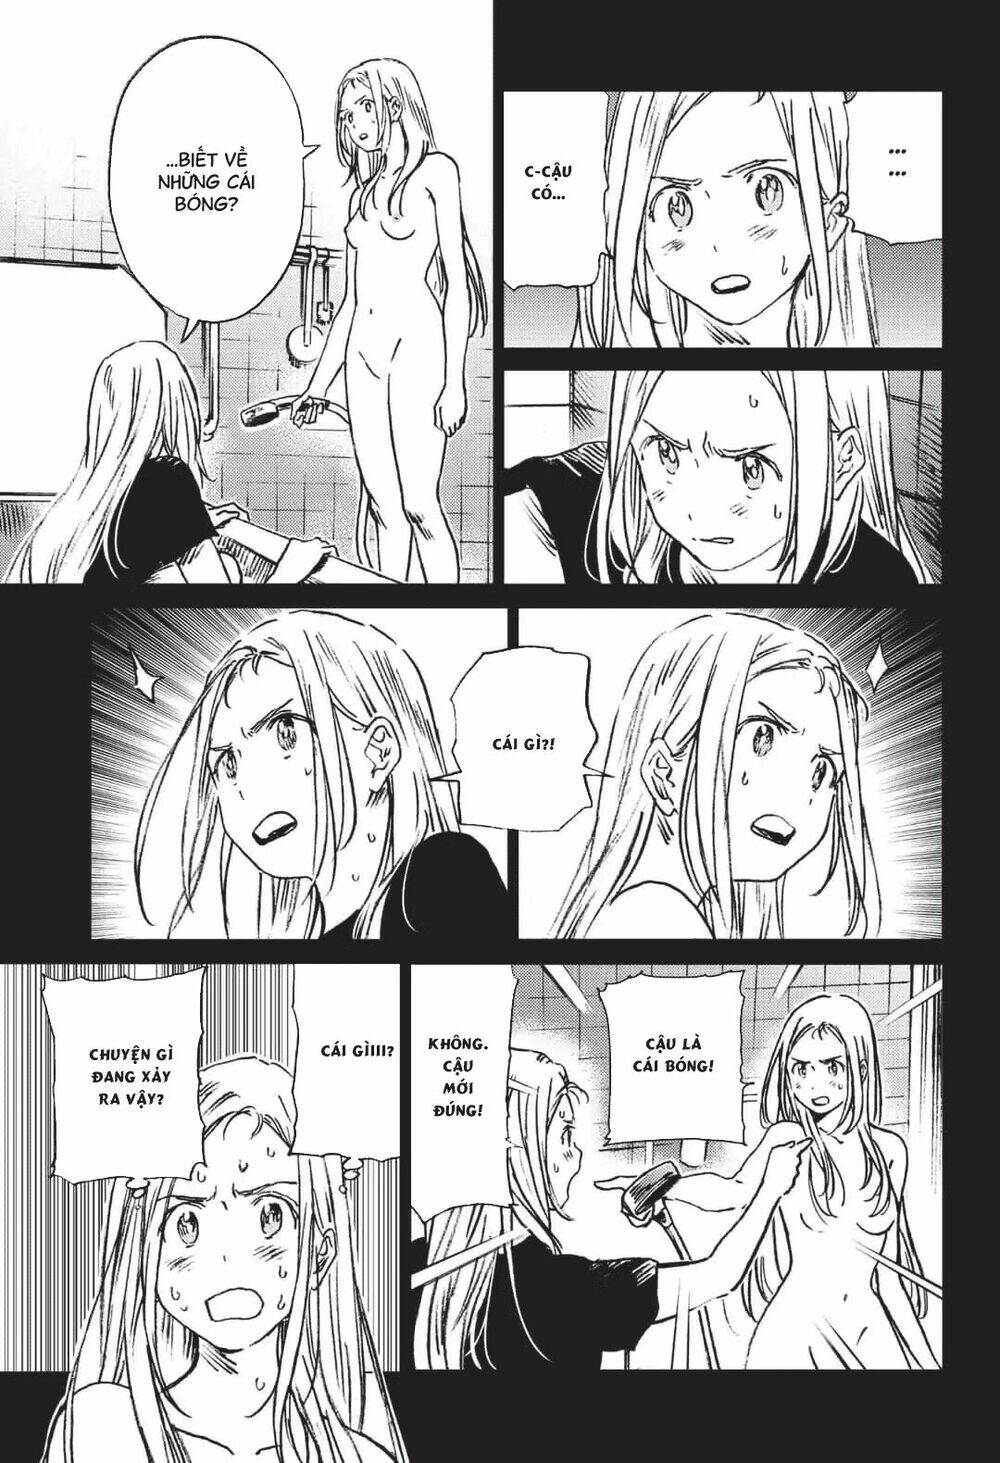 ...
...
C-CẬU
CÓ...
...BIẾT VỀ
NHỮNG CÁI
BÓNG?
CÁI GÌ?!
CẬU LÀ
CÁI BÓNG!
KHÔNG.
CẬU
MỚI
ĐÚNG!
CÁI GÌIII?
CHUYỆN GÌ
ĐANG XẢY
RA VẬY?